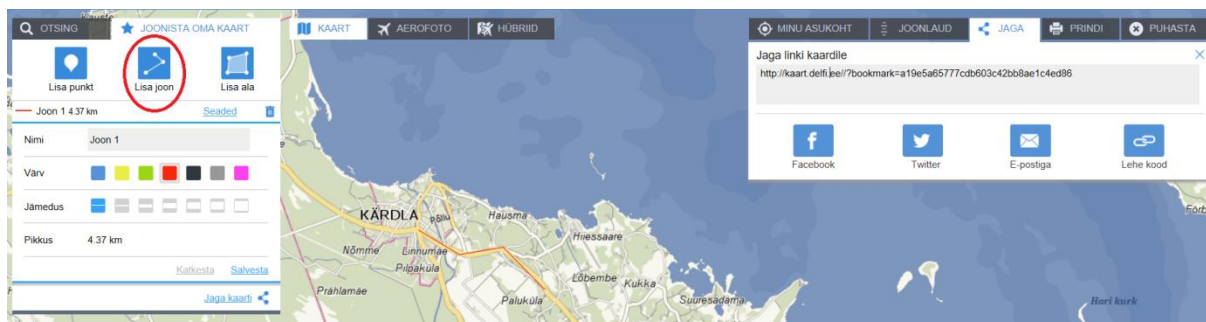 OTSING
JOONISTA OMA KAART
KAART
AEROFOTO
HÜBRIID
MINU ASUKOHT
JOONLAUD
JAGA
PRINDI
PUHASTA
Lisa punkt
Lisa joon
Lisa ala
Joon 1 4.37 km
Seaded
Nimi
Joon 1
Värv
Jämedus
Pikkus
4.37 km
Katkesta
Salvesta
Jaga kaarti
Jaga linki kaardile
http://kaart.delfi.ee//?bookmark=a19e5a65777cdb603c42bb8ae1c4ed86
Facebook
Twitter
E-postiga
Lehe kood
Kauste
KÄRDLA
Põllu
Hausma
Hiiessaare
Nõmme
Linnumäe
Pilpaküla
Prählamäe
Lõbembe
Kukka
Paluküla
Suuresadama
Hari kurk